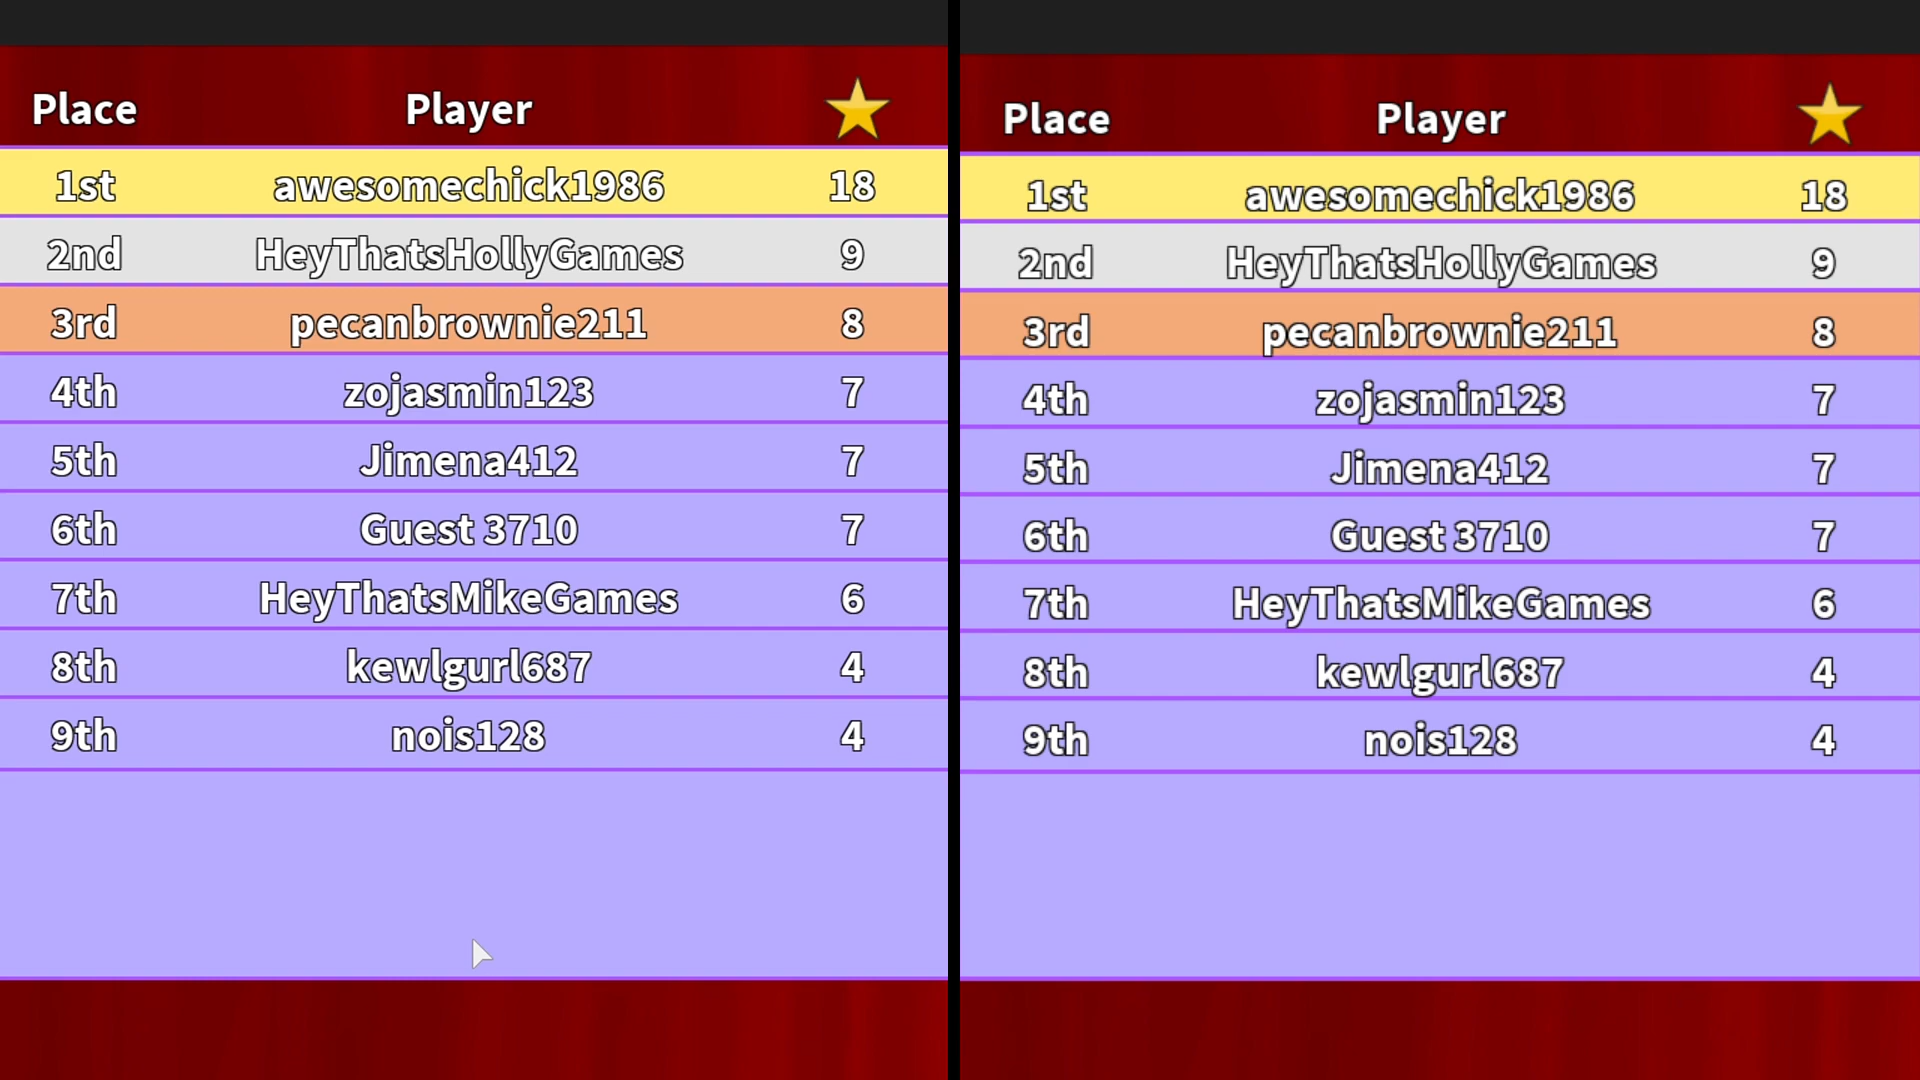 Place Player
1st awesomechick1986 18
2nd HeyThatsHollyGames 9
3rd pecanbrownie211 8
4th zojasmin123 7
5th Jimena412 7
6th Guest 3710 7
7th HeyThatsMikeGames 6
8th kewlgurl687 4
9th nois128 4
Place Player
1st awesomechick1986 18
2nd HeyThatsHollyGames 9
3rd pecanbrownie211 8
4th zojasmin123 7
5th Jimena412 7
6th Guest 3710 7
7th HeyThatsMikeGames 6
8th kewlgurl687 4
9th nois128 4